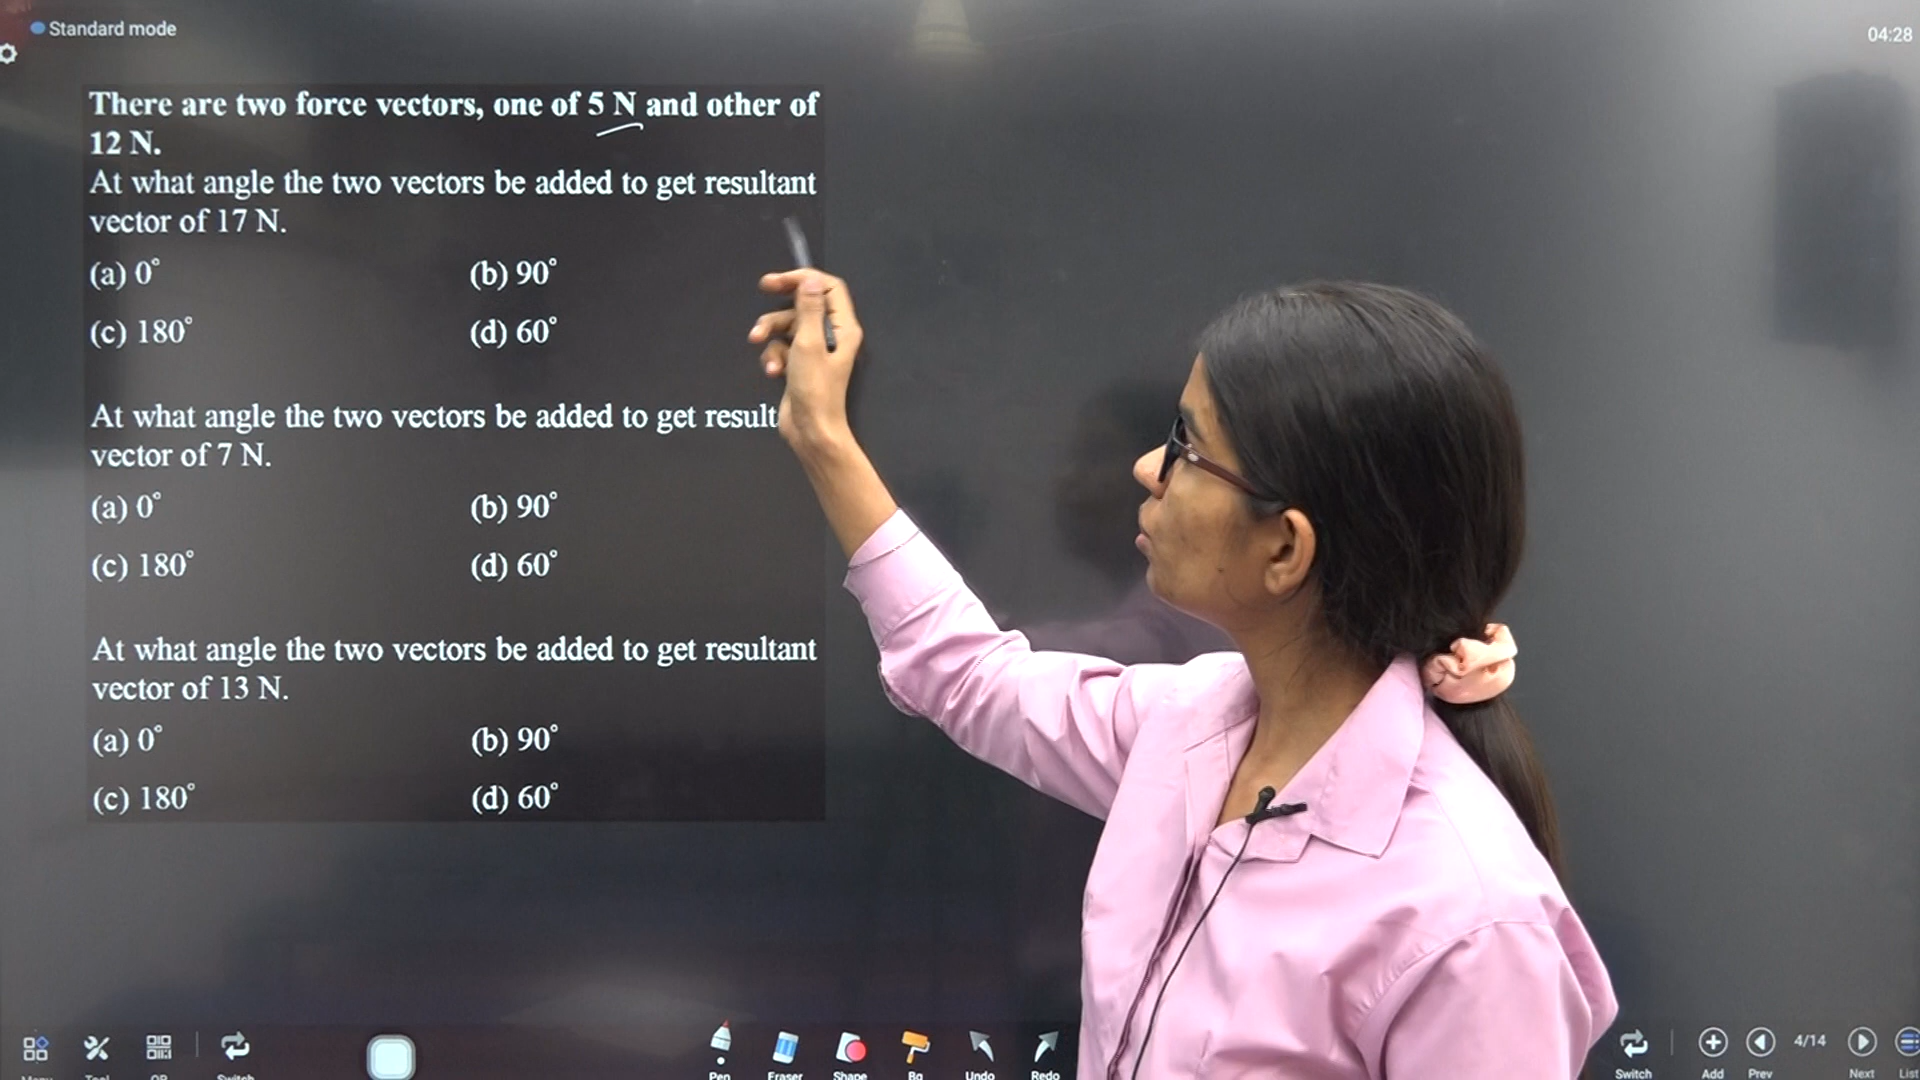 Standard mode
04:28
There are two force vectors, one of 5 N and other of
12 N.
At what angle the two vectors be added to get resultant
vector of 17 N.
(a) 0° (b) 90°
(c) 180° (d) 60°
At what angle the two vectors be added to get result
vector of 7 N.
(a) 0° (b) 90°
(c) 180° (d) 60°
At what angle the two vectors be added to get resultant
vector of 13 N.
(a) 0° (b) 90°
(c) 180° (d) 60°
4/14
Switch Pen Eraser Shape Bg Undo Redo Switch Add Prev Next List